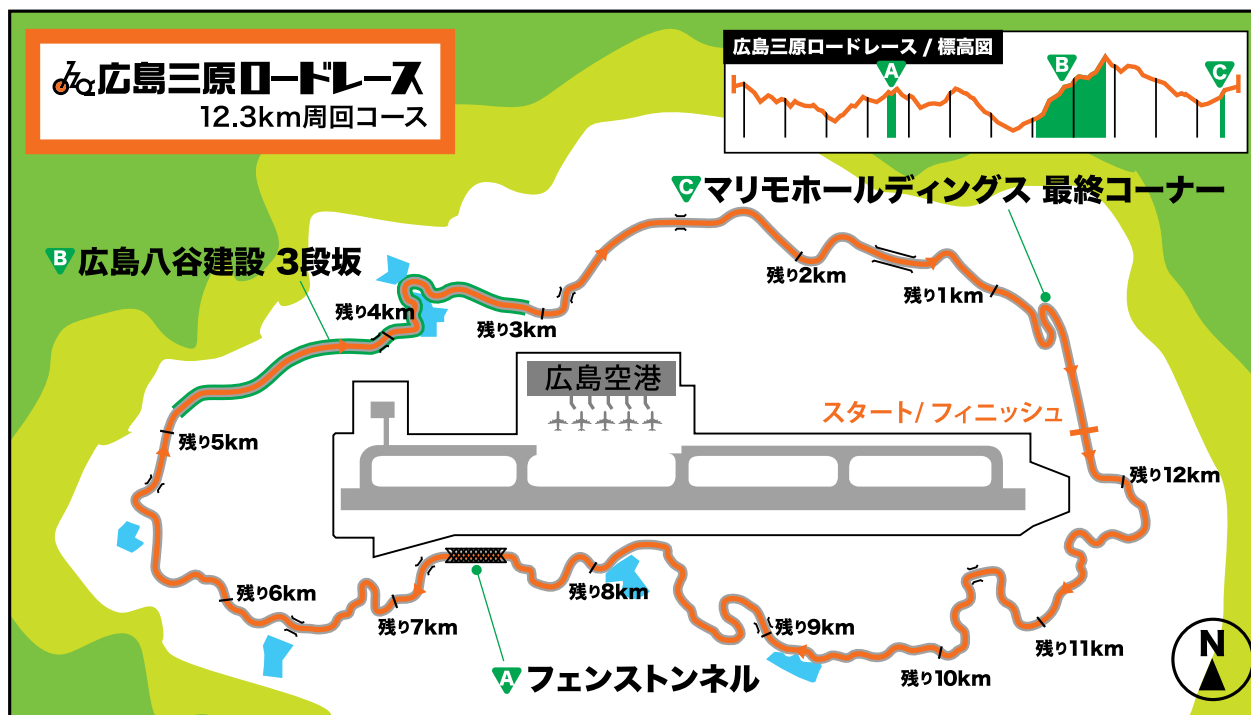 広島三原ロードレース
12.3km周回コース
広島三原ロードレース / 標高図
A
B
C
C マリモホールディングス 最終コーナー
B 広島八谷建設 3段坂
残り2km
残り1km
残り4km
残り3km
広島空港
スタート/フィニッシュ
残り5km
残り12km
残り8km
残り6km
残り7km
残り9km
残り11km
残り10km
A フェンストンネル
N